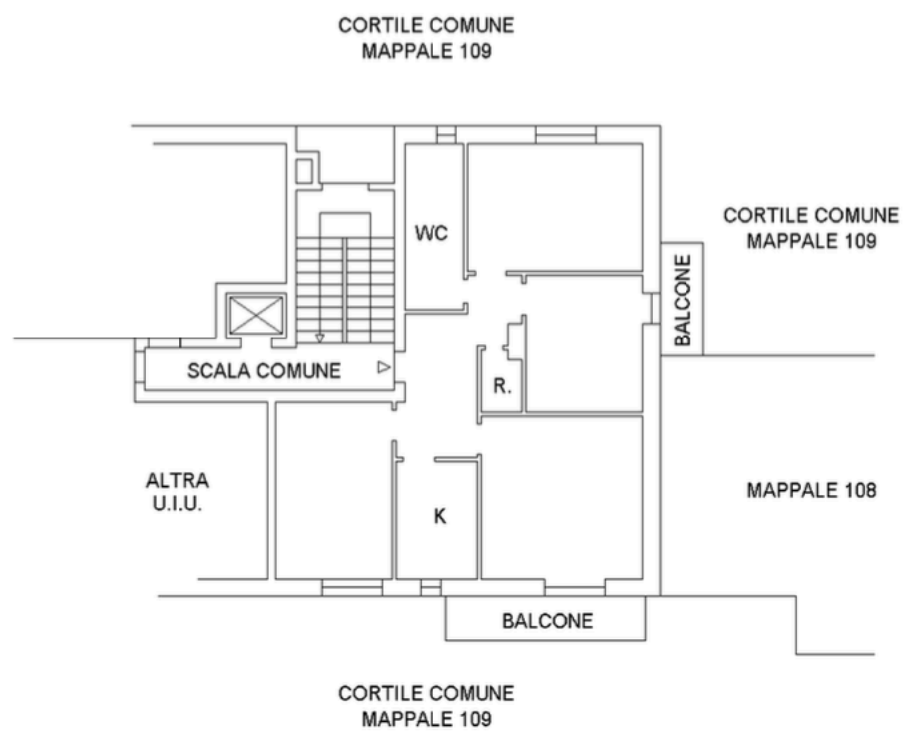 CORTILE COMUNE
MAPPALE 109
CORTILE COMUNE
MAPPALE 109
WC
BALCONE
SCALA COMUNE
R.
ALTRA
U.I.U.
K
MAPPALE 108
BALCONE
CORTILE COMUNE
MAPPALE 109